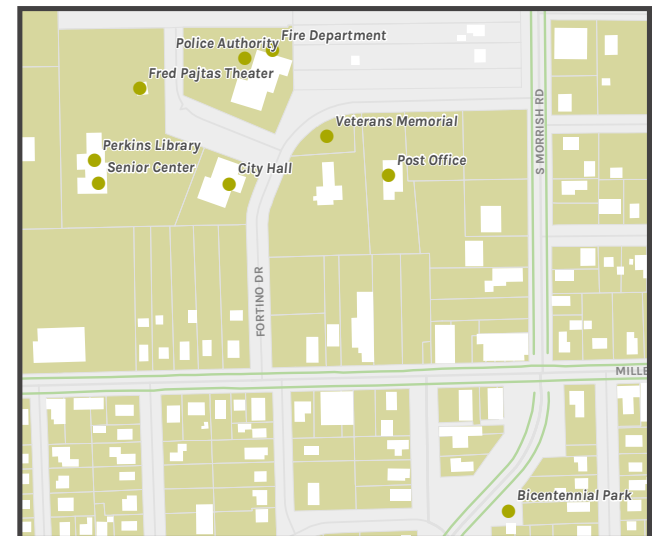 Fire Department
Police Authority
Fred Pajtas Theater
S MORRISH RD
Veterans Memorial
Perkins Library
Post Office
Senior Center
City Hall
FORTINO DR
MILLE
Bicentennial Park